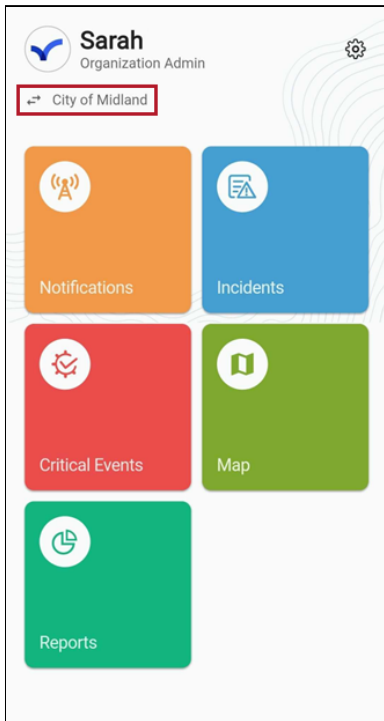 Sarah
Organization Admin
City of Midland
Notifications
Incidents
Critical Events
Map
Reports